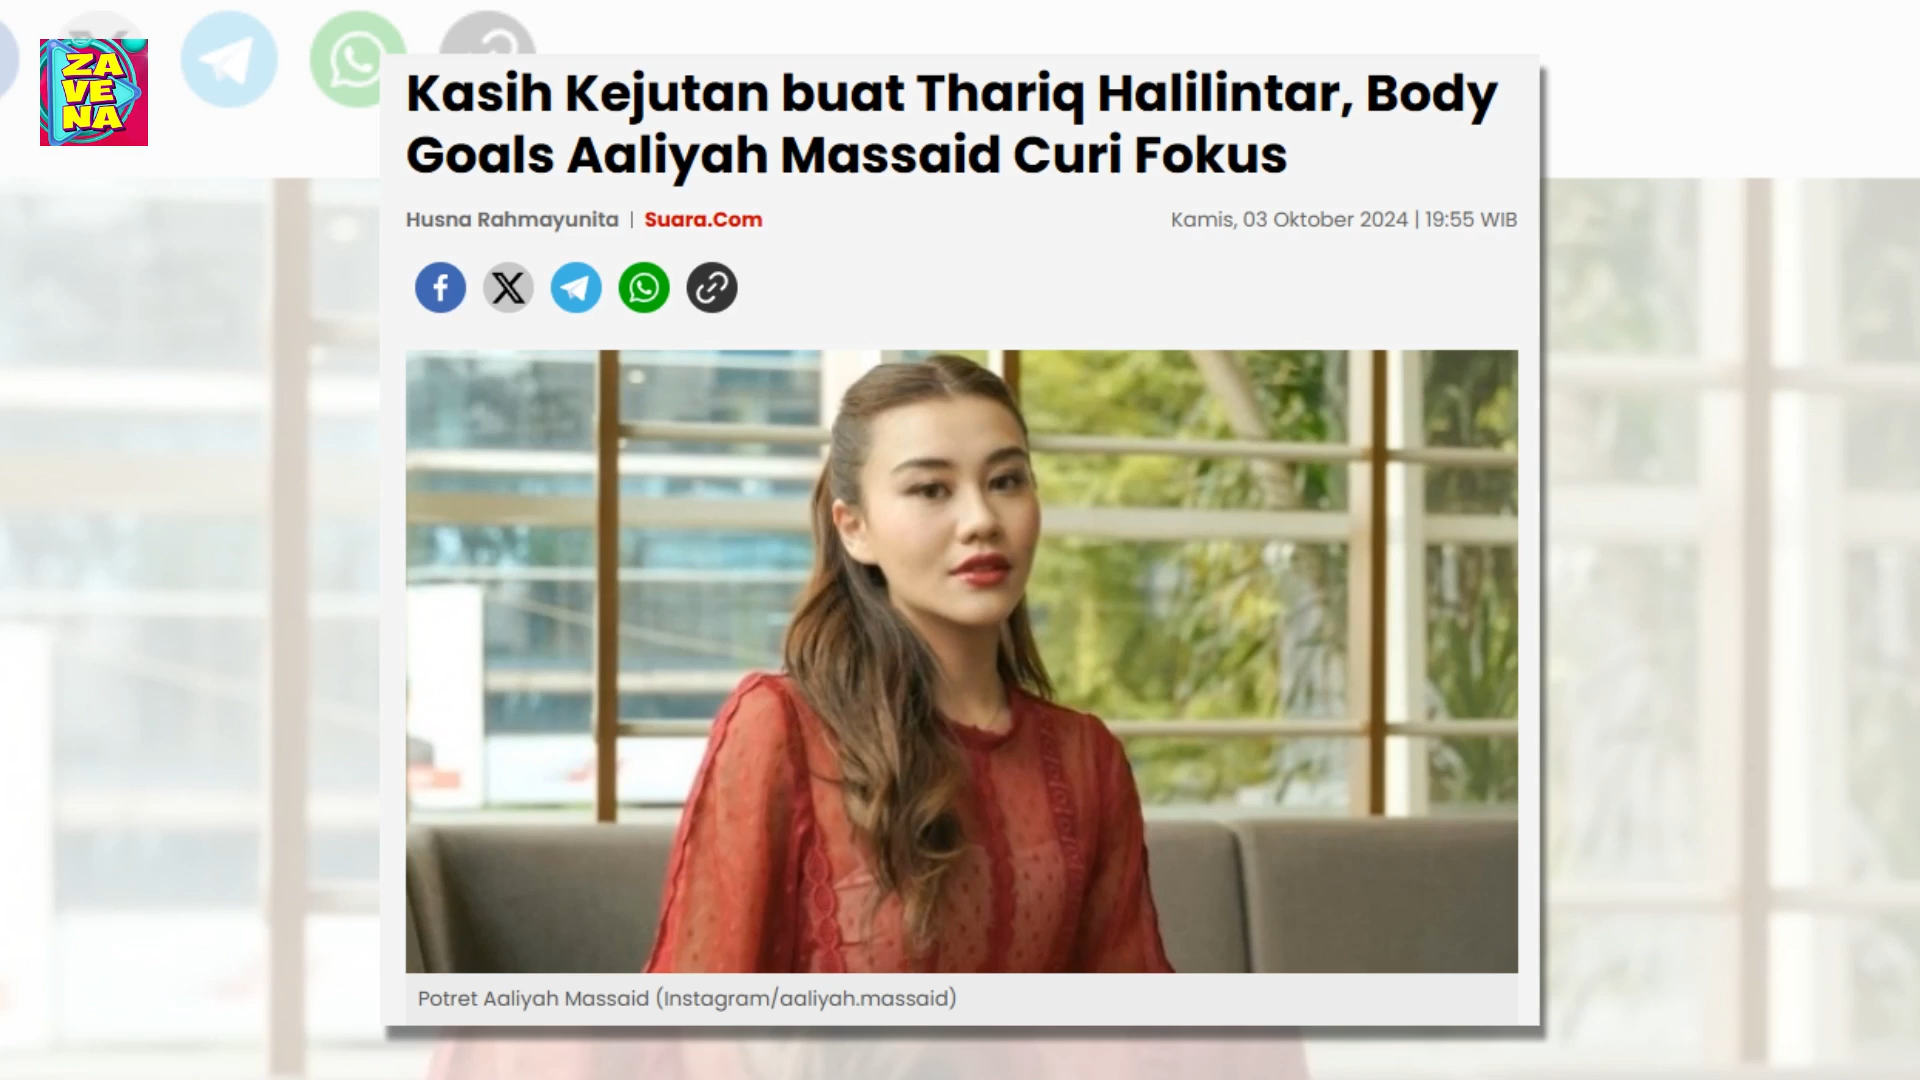 ZA
VE
NA
Kasih Kejutan buat Thariq Halilintar, Body
Goals Aaliyah Massaid Curi Fokus
Husna Rahmayunita | Suara.Com
Kamis, 03 Oktober 2024 | 19:55 WIB
Potret Aaliyah Massaid (Instagram/aaliyah.massaid)